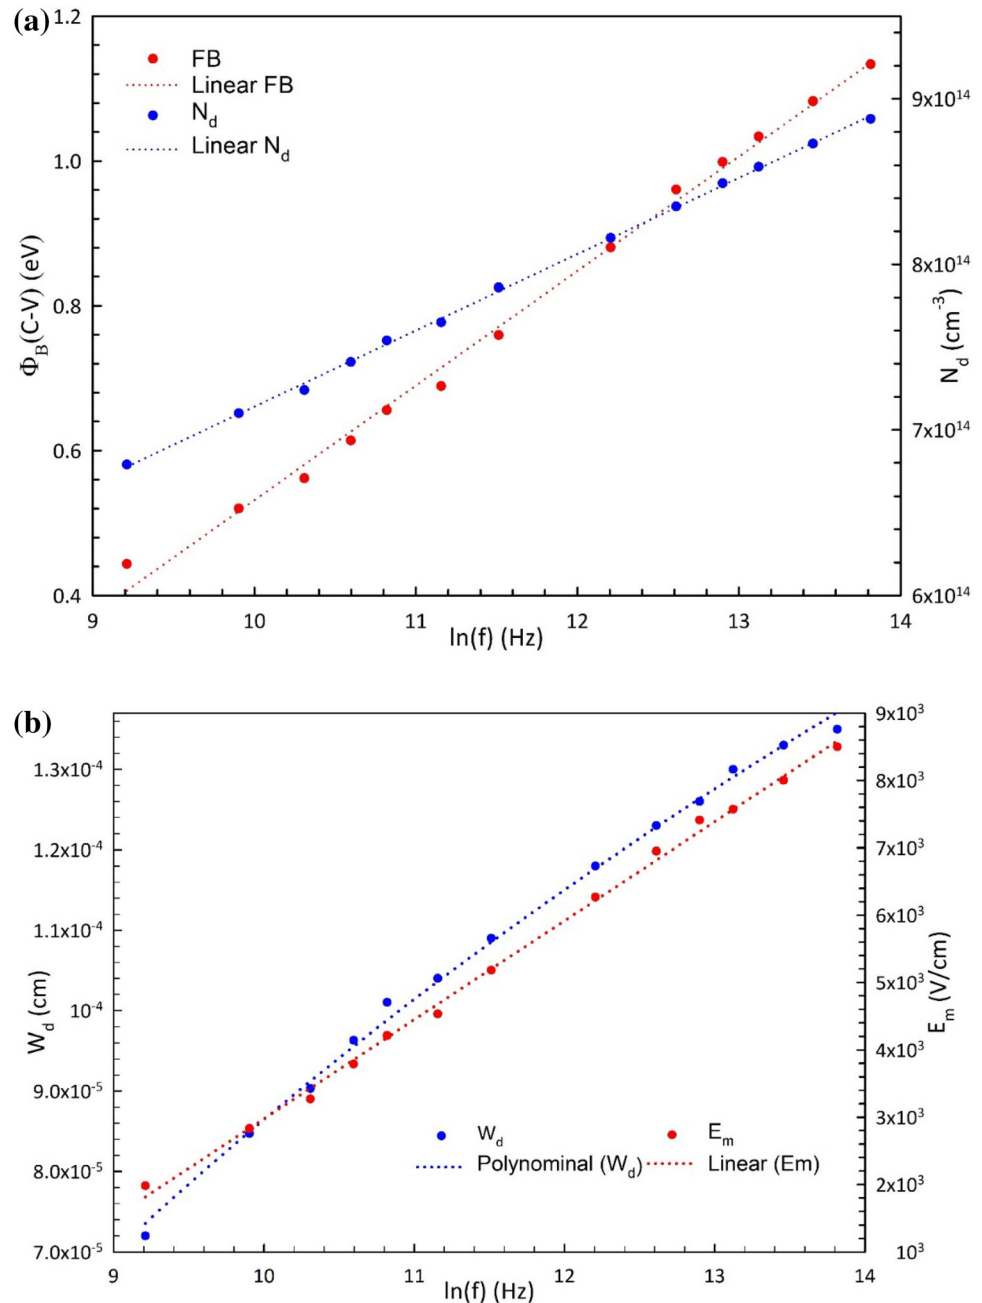 (a)
1.2
1.0
0.8
0.6
0.4
Φ_B(C-V) (eV)
FB
Linear FB
N_d
Linear N_d
9x10^14
8x10^14
7x10^14
6x10^14
N_d (cm^-3)
9 10 11 12 13 14
ln(f) (Hz)
(b)
1.3x10^-4
1.2x10^-4
1.1x10^-4
10^-4
9.0x10^-5
8.0x10^-5
7.0x10^-5
W_d (cm)
9x10^3
8x10^3
7x10^3
6x10^3
5x10^3
4x10^3
3x10^3
2x10^3
10^3
E_m (V/cm)
W_d E_m
Polynominal (W_d) Linear (Em)
9 10 11 12 13 14
ln(f) (Hz)